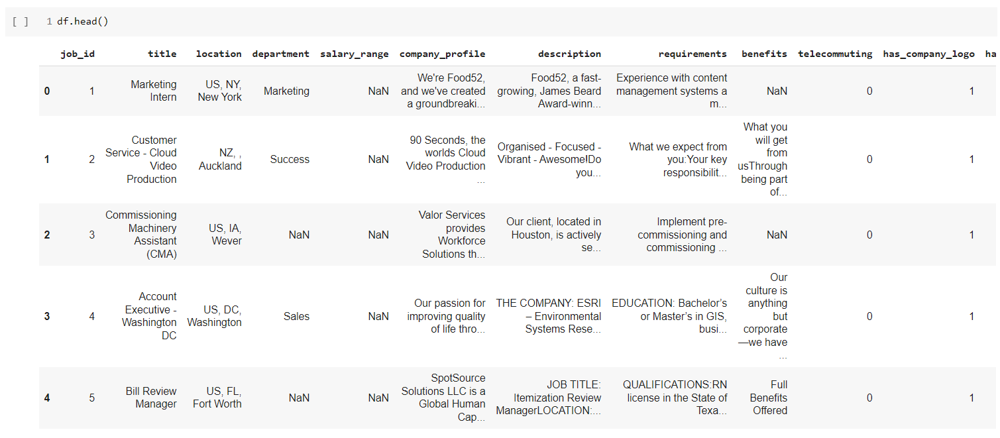 [ ] 1 df.head()
job_id title location department salary_range company_profile description requirements benefits telecommuting has_company_logo ha
0 1 Marketing Intern US, NY, New York Marketing NaN We're Food52, and we've created a groundbreaki... Food52, a fast-growing, James Beard Award-winn... Experience with content management systems a m... NaN 0 1
1 2 Customer Service - Cloud Video Production NZ, , Auckland Success NaN 90 Seconds, the worlds Cloud Video Production ... Organised - Focused - Vibrant - Awesome!Do you... What we expect from you:Your key responsibilit... What you will get from usThrough being part of... 0 1
2 3 Commissioning Machinery Assistant (CMA) US, IA, Wever NaN NaN Valor Services provides Workforce Solutions th... Our client, located in Houston, is actively se... Implement pre-commissioning and commissioning ... NaN 0 1
3 4 Account Executive - Washington DC US, DC, Washington Sales NaN Our passion for improving quality of life thro... THE COMPANY: ESRI – Environmental Systems Rese... EDUCATION: Bachelor’s or Master’s in GIS, busi... Our culture is anything but corporate—we have ... 0 1
4 5 Bill Review Manager US, FL, Fort Worth NaN NaN SpotSource Solutions LLC is a Global Human Cap... JOB TITLE: Itemization Review ManagerLOCATION:... QUALIFICATIONS:RN license in the State of Texa... Full Benefits Offered 0 1